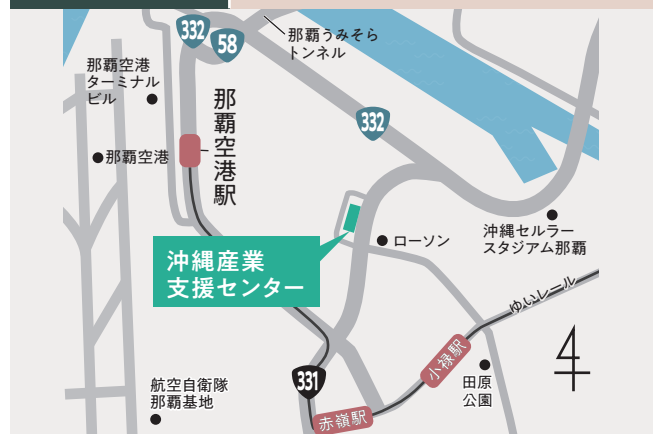 332
58
那覇うみそら
トンネル
那覇空港
ターミナル
ビル
332
那覇空港
那覇空港駅
ローソン
沖縄セルラー
スタジアム那覇
沖縄産業
支援センター
ゆいレール
小禄駅
田原
公園
331
赤嶺駅
航空自衛隊
那覇基地